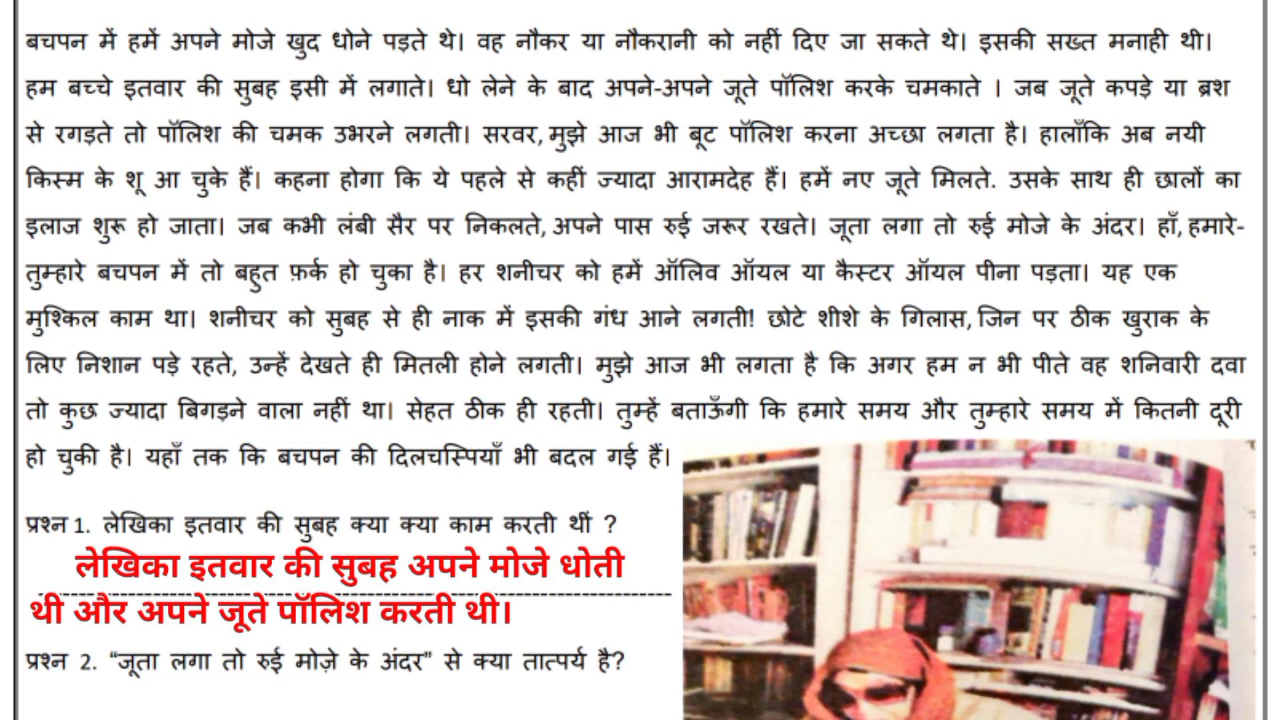 बचपन में हमें अपने मोजे खुद धोने पड़ते थे। वह नौकर या नौकरानी को नहीं दिए जा सकते थे। इसकी सख्त मनाही थी।
हम बच्चे इतवार की सुबह इसी में लगाते। धो लेने के बाद अपने-अपने जूते पॉलिश करके चमकाते । जब जूते कपड़े या ब्रश
से रगड़ते तो पॉलिश की चमक उभरने लगती। सरवर, मुझे आज भी बूट पॉलिश करना अच्छा लगता है। हालाँकि अब नयी
किस्म के शू आ चुके हैं। कहना होगा कि ये पहले से कहीं ज्यादा आरामदेह हैं। हमें नए जूते मिलते. उसके साथ ही छालों का
इलाज शुरू हो जाता। जब कभी लंबी सैर पर निकलते, अपने पास रुई जरूर रखते। जूता लगा तो रुई मोजे के अंदर। हाँ, हमारे-
तुम्हारे बचपन में तो बहुत फ़र्क हो चुका है। हर शनीचर को हमें ऑलिव ऑयल या कैस्टर ऑयल पीना पड़ता। यह एक
मुश्किल काम था। शनीचर को सुबह से ही नाक में इसकी गंध आने लगती! छोटे शीशे के गिलास, जिन पर ठीक खुराक के
लिए निशान पड़े रहते, उन्हें देखते ही मितली होने लगती। मुझे आज भी लगता है कि अगर हम न भी पीते वह शनिवारी दवा
तो कुछ ज्यादा बिगड़ने वाला नहीं था। सेहत ठीक ही रहती। तुम्हें बताऊँगी कि हमारे समय और तुम्हारे समय में कितनी दूरी
हो चुकी है। यहाँ तक कि बचपन की दिलचस्पियाँ भी बदल गई हैं।
प्रश्न 1. लेखिका इतवार की सुबह क्या क्या काम करती थीं ?
लेखिका इतवार की सुबह अपने मोजे धोती
थी और अपने जूते पॉलिश करती थी।
प्रश्न 2. “जूता लगा तो रुई मोज़े के अंदर” से क्या तात्पर्य है?